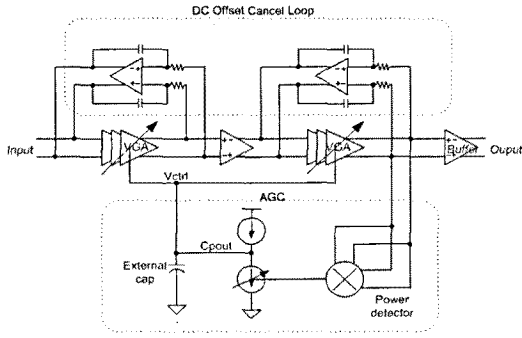 DC Offset Cancel Loop
Input
VGA
VGA
Buffer
Ouput
Vctrl
AGC
Cpout
External
cap
Power
detector